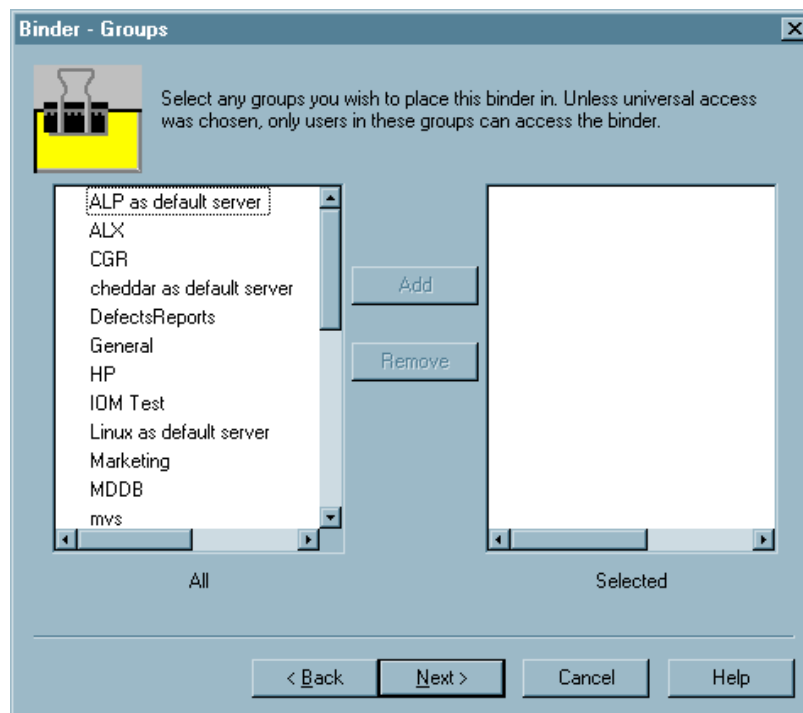 Binder - Groups
Select any groups you wish to place this binder in. Unless universal access
was chosen, only users in these groups can access the binder.
ALP as default server
ALX
CGR
cheddar as default server
DefectsReports
General
HP
IOM Test
Linux as default server
Marketing
MDDB
mvs
Add
Remove
All
Selected
< Back
Next >
Cancel
Help